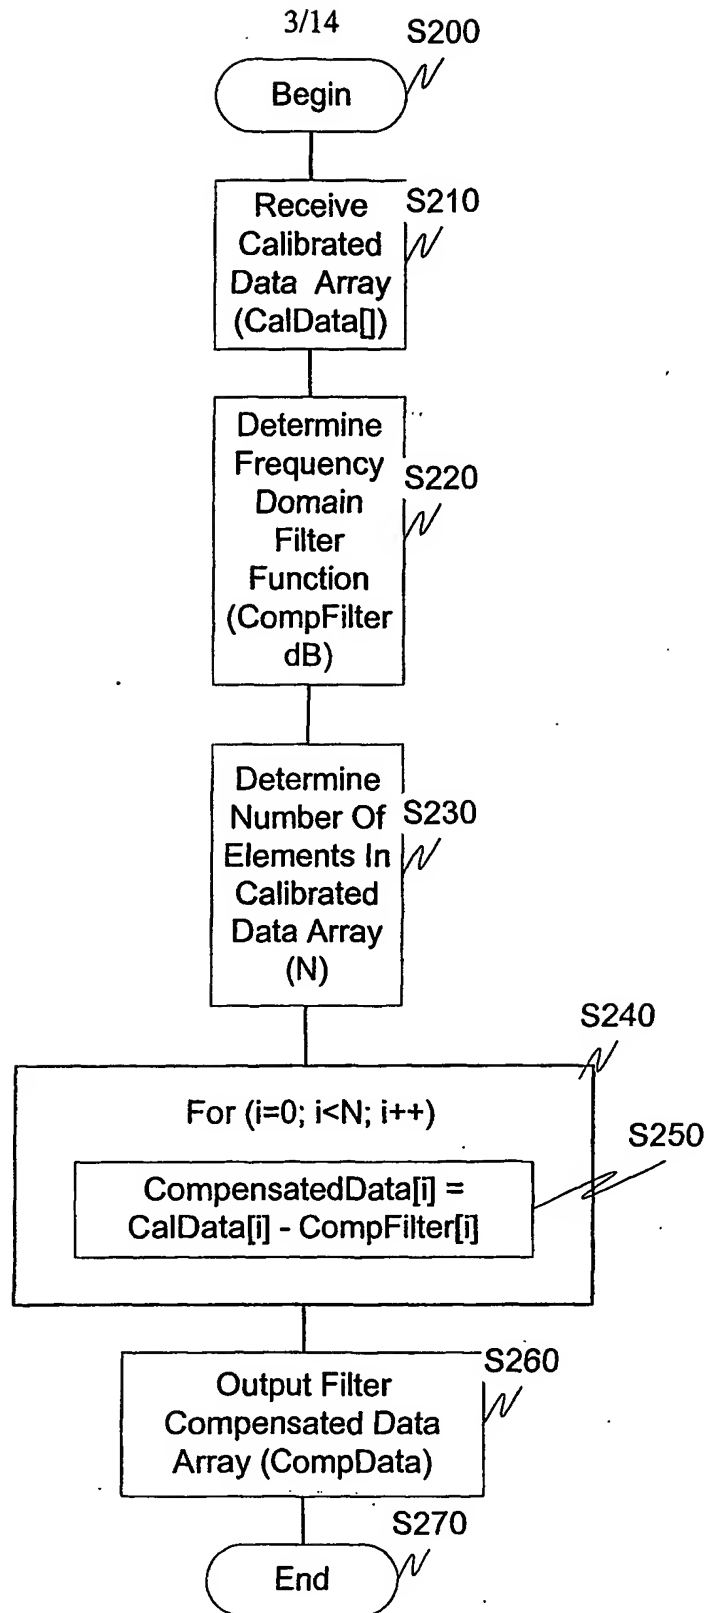 3/14
S200
Begin
S210
Receive
Calibrated
Data Array
(CalData[])
Determine
Frequency
Domain
Filter
Function
(CompFilter
dB)
S220
Determine
Number Of
Elements In
Calibrated
Data Array
(N)
S230
S240
For (i=0; i<N; i++)
S250
CompensatedData[i] =
CalData[i] - CompFilter[i]
S260
Output Filter
Compensated Data
Array (CompData)
S270
End